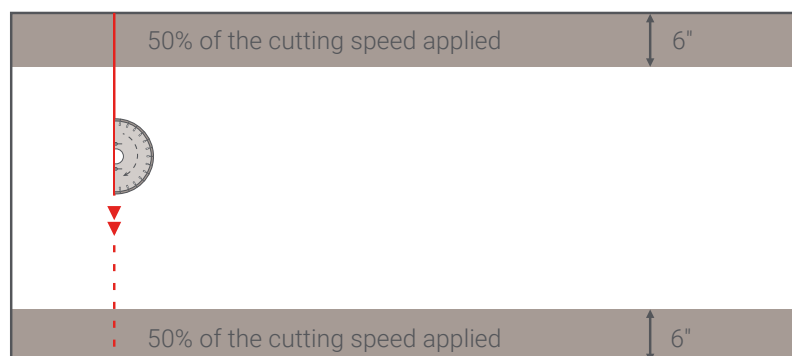 50% of the cutting speed applied 6"
50% of the cutting speed applied 6"